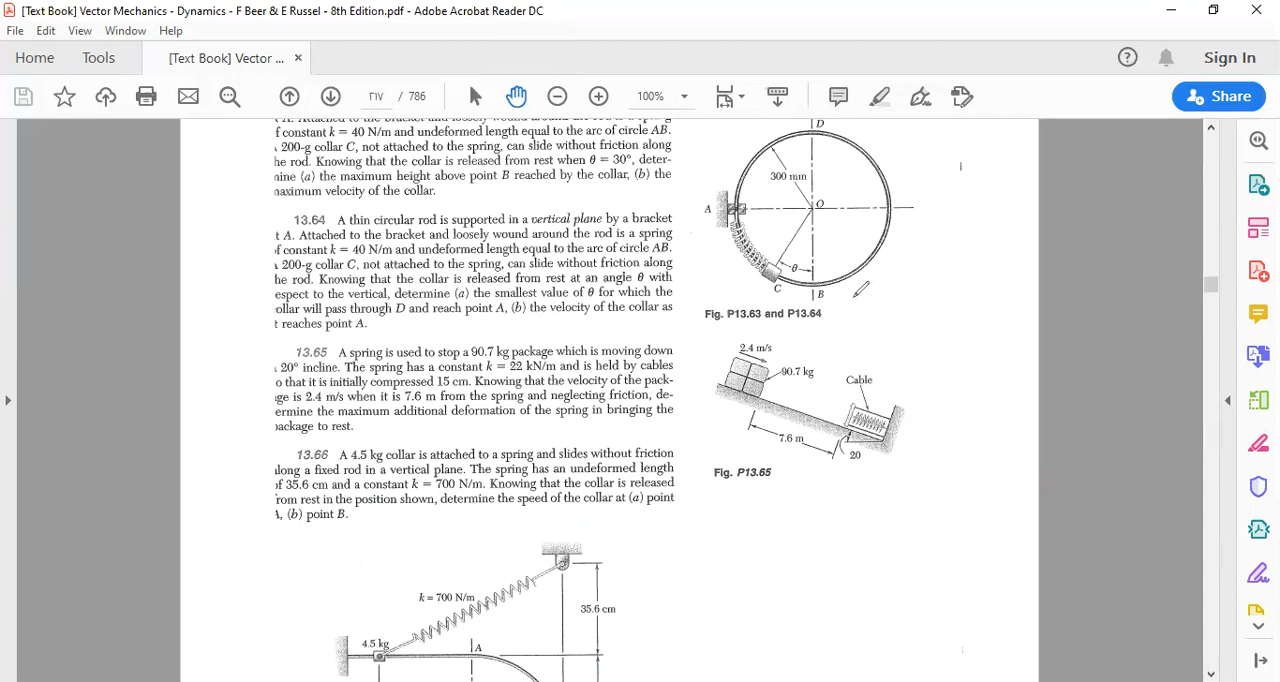 [Text Book] Vector Mechanics - Dynamics - F Beer & E Russel - 8th Edition.pdf - Adobe Acrobat Reader DC
File Edit View Window Help
Home Tools [Text Book] Vector ... × Sign In
٢١٧ / 786 100% Share
f constant k = 40 N/m and undeformed length equal to the arc of circle AB.
200-g collar C, not attached to the spring, can slide without friction along
he rod. Knowing that the collar is released from rest when θ = 30°, deter-
nine (a) the maximum height above point B reached by the collar, (b) the
naximum velocity of the collar.
13.64 A thin circular rod is supported in a vertical plane by a bracket
t A. Attached to the bracket and loosely wound around the rod is a spring
of constant k = 40 N/m and undeformed length equal to the arc of circle AB.
200-g collar C, not attached to the spring, can slide without friction along
he rod. Knowing that the collar is released from rest at an angle θ with
espect to the vertical, determine (a) the smallest value of θ for which the
ollar will pass through D and reach point A, (b) the velocity of the collar as
t reaches point A.
13.65 A spring is used to stop a 90.7 kg package which is moving down
20° incline. The spring has a constant k = 22 kN/m and is held by cables
o that it is initially compressed 15 cm. Knowing that the velocity of the pack-
ge is 2.4 m/s when it is 7.6 m from the spring and neglecting friction, de-
ermine the maximum additional deformation of the spring in bringing the
package to rest.
13.66 A 4.5 kg collar is attached to a spring and slides without friction
along a fixed rod in a vertical plane. The spring has an undeformed length
of 35.6 cm and a constant k = 700 N/m. Knowing that the collar is released
from rest in the position shown, determine the speed of the collar at (a) point
A, (b) point B.
k = 700 N/m
35.6 cm
4.5 kg
A
D
300 mm
A
O
θ
C
B
Fig. P13.63 and P13.64
2.4 m/s
90.7 kg
Cable
7.6 m
20
Fig. P13.65